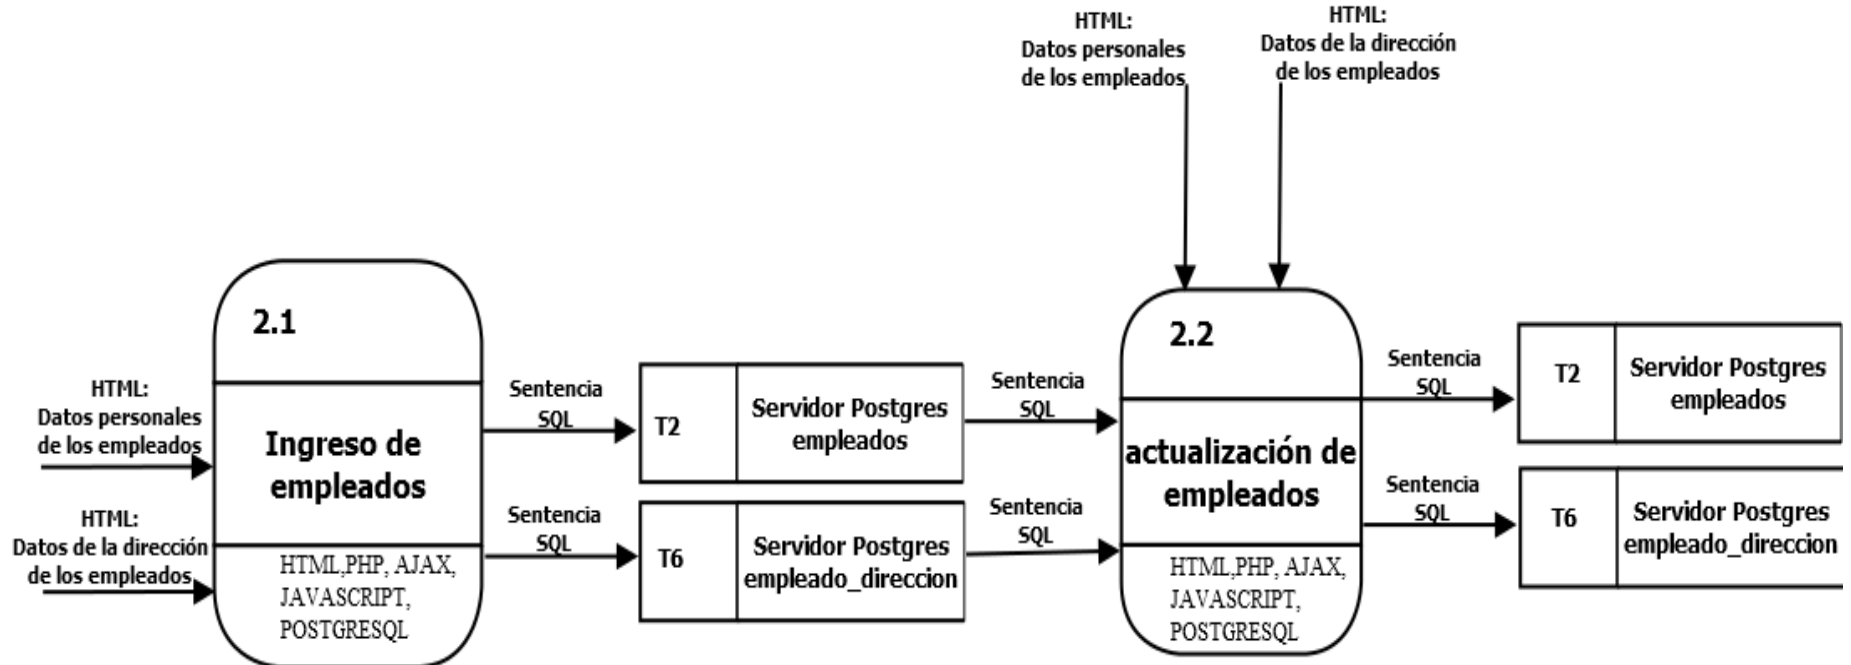 HTML:
Datos personales
de los empleados
HTML:
Datos de la dirección
de los empleados
2.1
Ingreso de
empleados
HTML,PHP, AJAX,
JAVASCRIPT,
POSTGRESQL
HTML:
Datos personales
de los empleados
HTML:
Datos de la dirección
de los empleados
Sentencia
SQL
T2
Servidor Postgres
empleados
Sentencia
SQL
T6
Servidor Postgres
empleado_direccion
Sentencia
SQL
Sentencia
SQL
2.2
actualización de
empleados
HTML,PHP, AJAX,
JAVASCRIPT,
POSTGRESQL
Sentencia
SQL
T2
Servidor Postgres
empleados
Sentencia
SQL
T6
Servidor Postgres
empleado_direccion